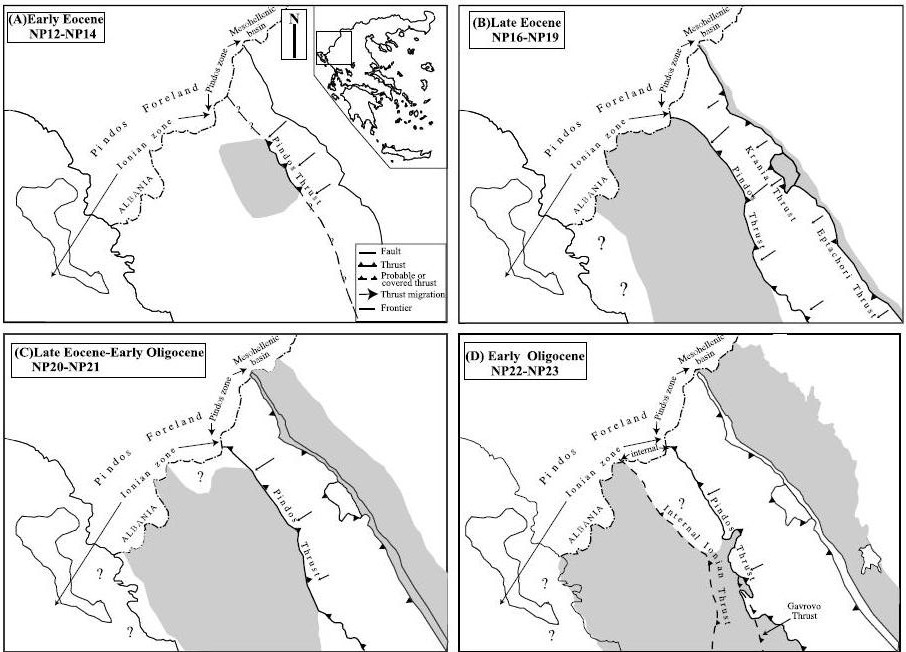 (A)Early Eocene
NP12-NP14
N
Mesohellenic
basin
Pindos zone
Pindos Foreland
Ionian zone
ALBANIA
?
Pindos Thrust
?
Fault
Thrust
Probable or
covered thrust
Thrust migration
Frontier
(B)Late Eocene
NP16-NP19
Mesohellenic
basin
Pindos zone
Pindos Foreland
Ionian zone
ALBANIA
?
?
Krania Thrust
Pindos Thrust
Eptachori Thrust
(C)Late Eocene-Early Oligocene
NP20-NP21
Mesohellenic
basin
Pindos zone
Pindos Foreland
Ionian zone
ALBANIA
?
?
?
Pindos Thrust
(D) Early Oligocene
NP22-NP23
Mesohellenic
basin
Pindos zone
Pindos Foreland
Ionian zone
internal
ALBANIA
?
?
?
Internal Ionian Thrust
Pindos Thrust
Gavrovo
Thrust